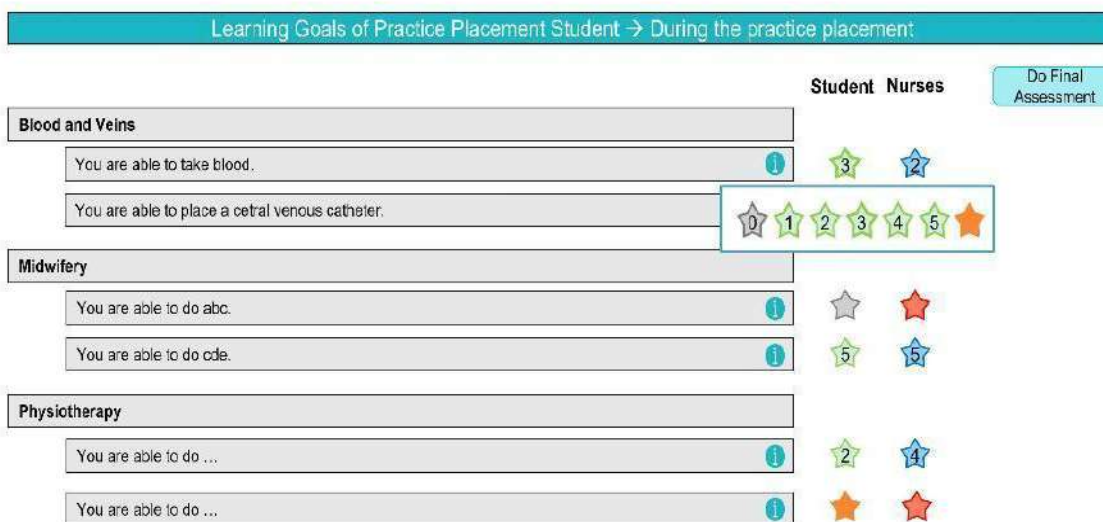 Learning Goals of Practice Placement Student → During the practice placement
Student Nurses
Do Final
Assessment
Blood and Veins
You are able to take blood. i 3 2
You are able to place a cetral venous catheter. 0 1 2 3 4 5
Midwifery
You are able to do abc. i
You are able to do cde. i 5 5
Physiotherapy
You are able to do ... i 2 4
You are able to do ... i